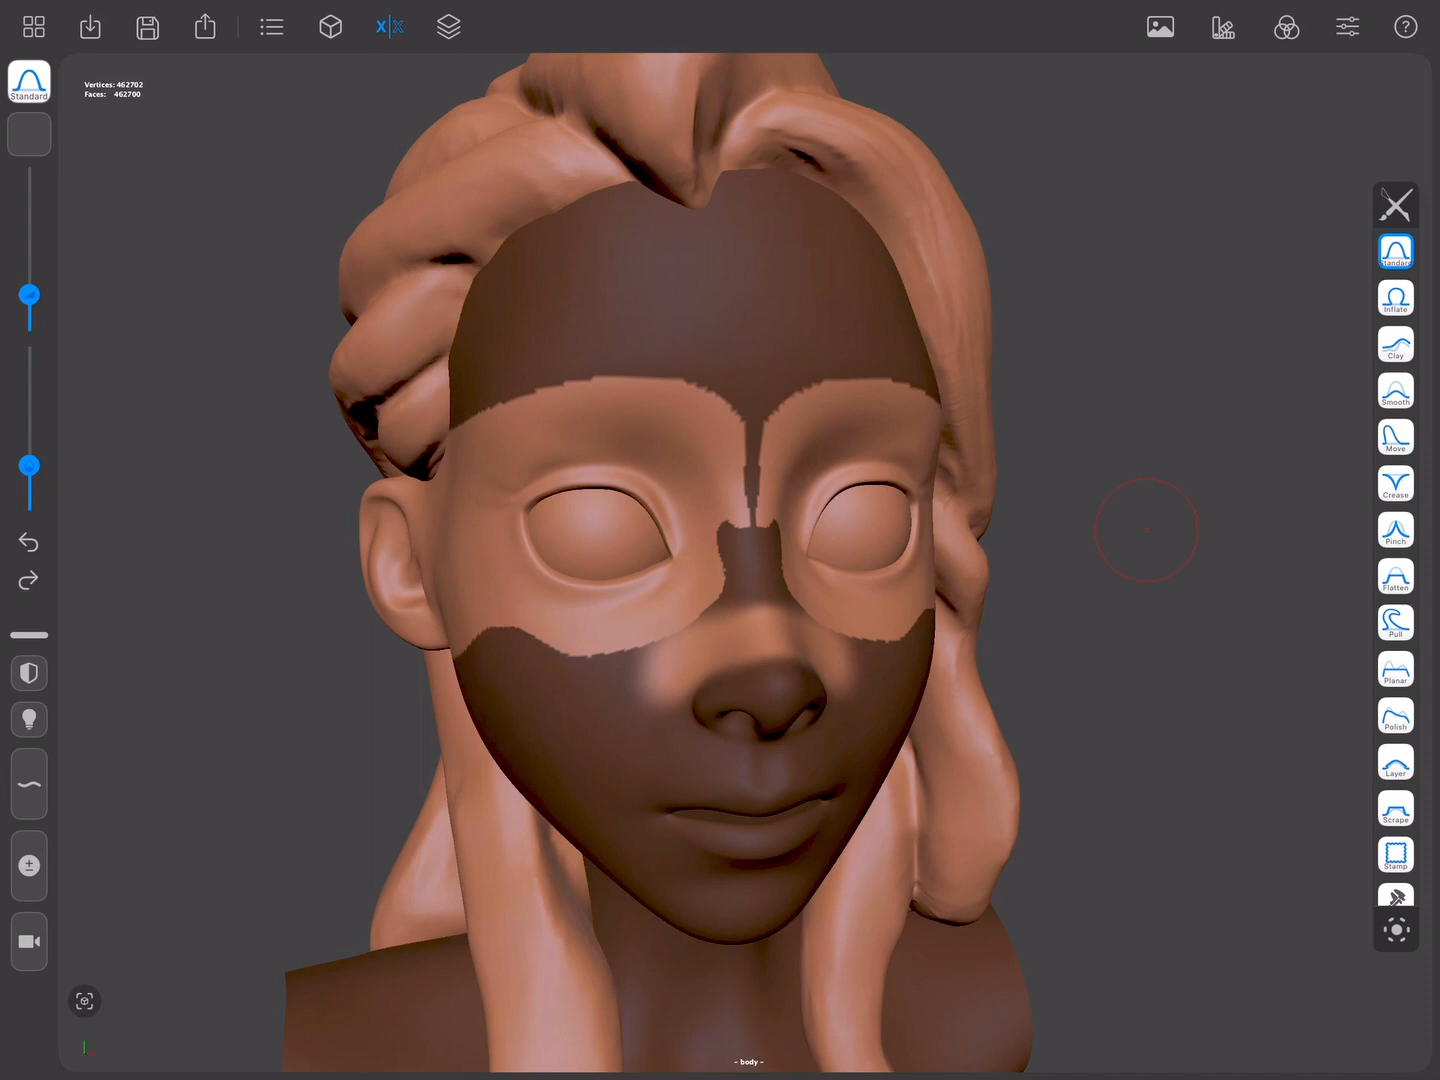 X|X
Standard
Vertices: 462702
Faces: 462700
Standard
Inflate
Clay
Smooth
Move
Crease
Pinch
Flatten
Pull
Planar
Polish
Layer
Scrape
Stamp
- body -